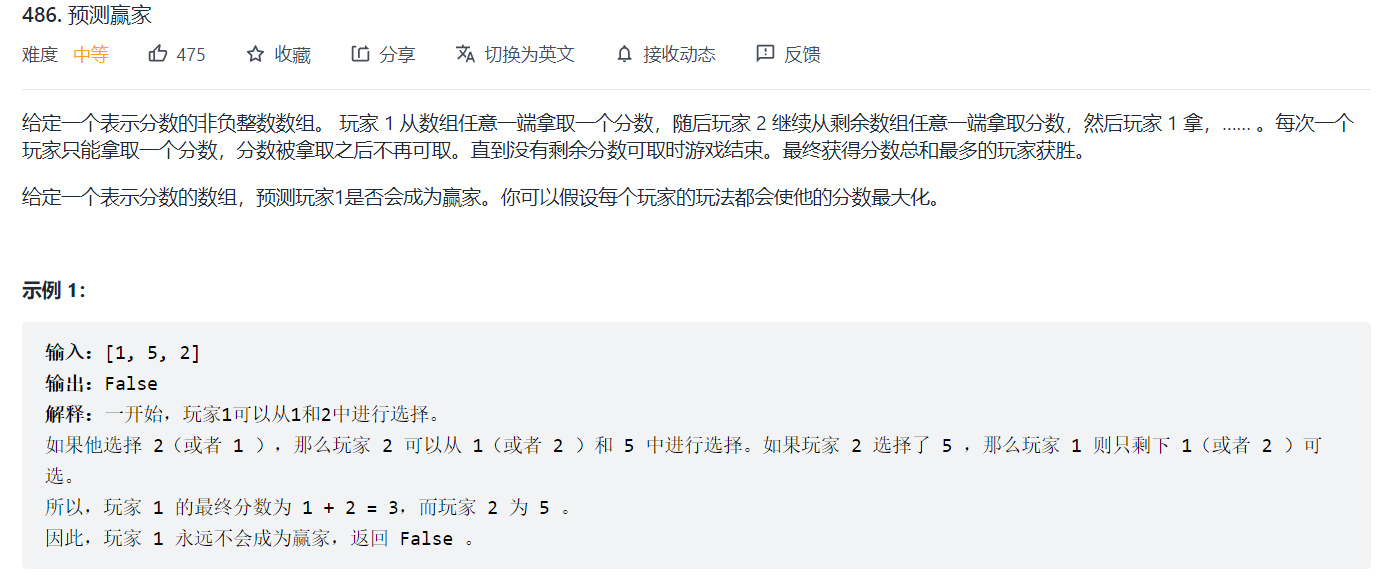 486. 预测赢家
难度 中等 475 收藏 分享 切换为英文 接收动态 反馈
给定一个表示分数的非负整数数组。 玩家 1 从数组任意一端拿取一个分数，随后玩家 2 继续从剩余数组任意一端拿取分数，然后玩家 1 拿，…… 。每次一个
玩家只能拿取一个分数，分数被拿取之后不再可取。直到没有剩余分数可取时游戏结束。最终获得分数总和最多的玩家获胜。
给定一个表示分数的数组，预测玩家1是否会成为赢家。你可以假设每个玩家的玩法都会使他的分数最大化。
示例 1：
输入：[1, 5, 2]
输出：False
解释：一开始，玩家1可以从1和2中进行选择。
如果他选择 2（或者 1 ），那么玩家 2 可以从 1（或者 2 ）和 5 中进行选择。如果玩家 2 选择了 5 ，那么玩家 1 则只剩下 1（或者 2 ）可
选。
所以，玩家 1 的最终分数为 1 + 2 = 3，而玩家 2 为 5 。
因此，玩家 1 永远不会成为赢家，返回 False 。